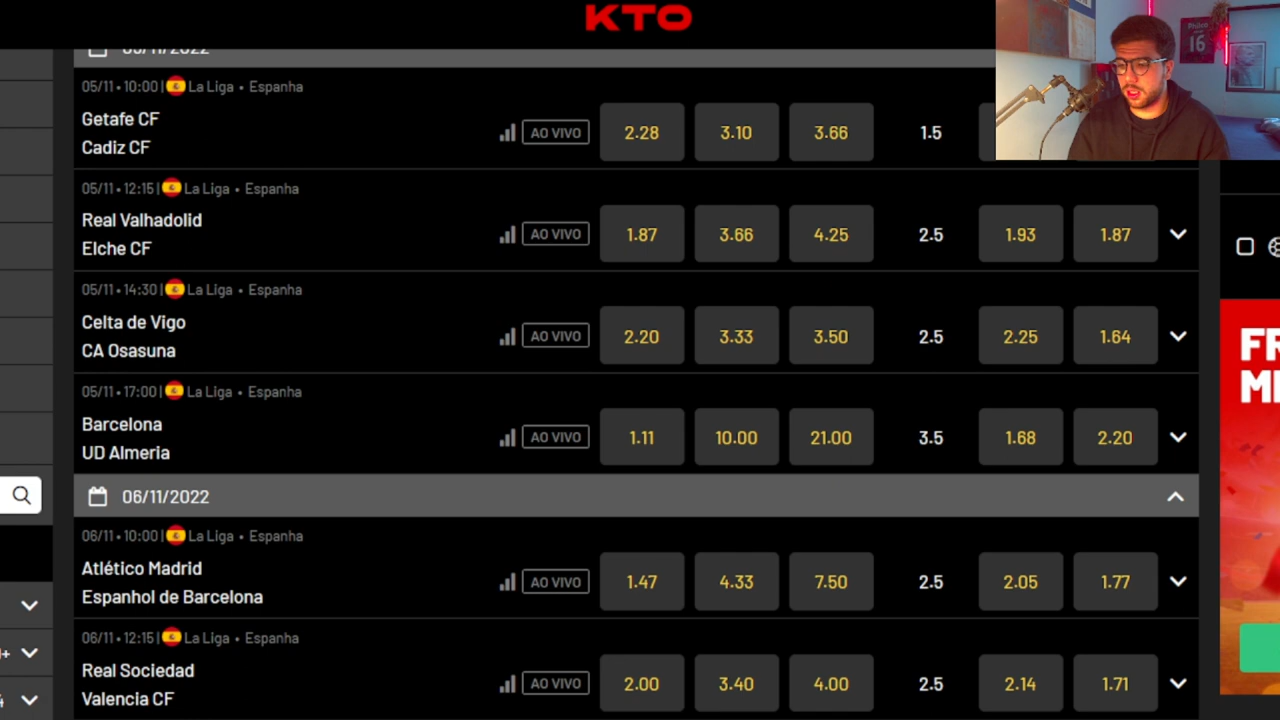 KTO
05/11/2022
05/11 • 10:00 | La Liga • Espanha
Getafe CF
Cadiz CF
AO VIVO
2.28 3.10 3.66 1.5
05/11 • 12:15 | La Liga • Espanha
Real Valhadolid
Elche CF
AO VIVO
1.87 3.66 4.25 2.5 1.93 1.87
05/11 • 14:30 | La Liga • Espanha
Celta de Vigo
CA Osasuna
AO VIVO
2.20 3.33 3.50 2.5 2.25 1.64
05/11 • 17:00 | La Liga • Espanha
Barcelona
UD Almeria
AO VIVO
1.11 10.00 21.00 3.5 1.68 2.20
06/11/2022
06/11 • 10:00 | La Liga • Espanha
Atlético Madrid
Espanhol de Barcelona
AO VIVO
1.47 4.33 7.50 2.5 2.05 1.77
06/11 • 12:15 | La Liga • Espanha
Real Sociedad
Valencia CF
AO VIVO
2.00 3.40 4.00 2.5 2.14 1.71
FR
16